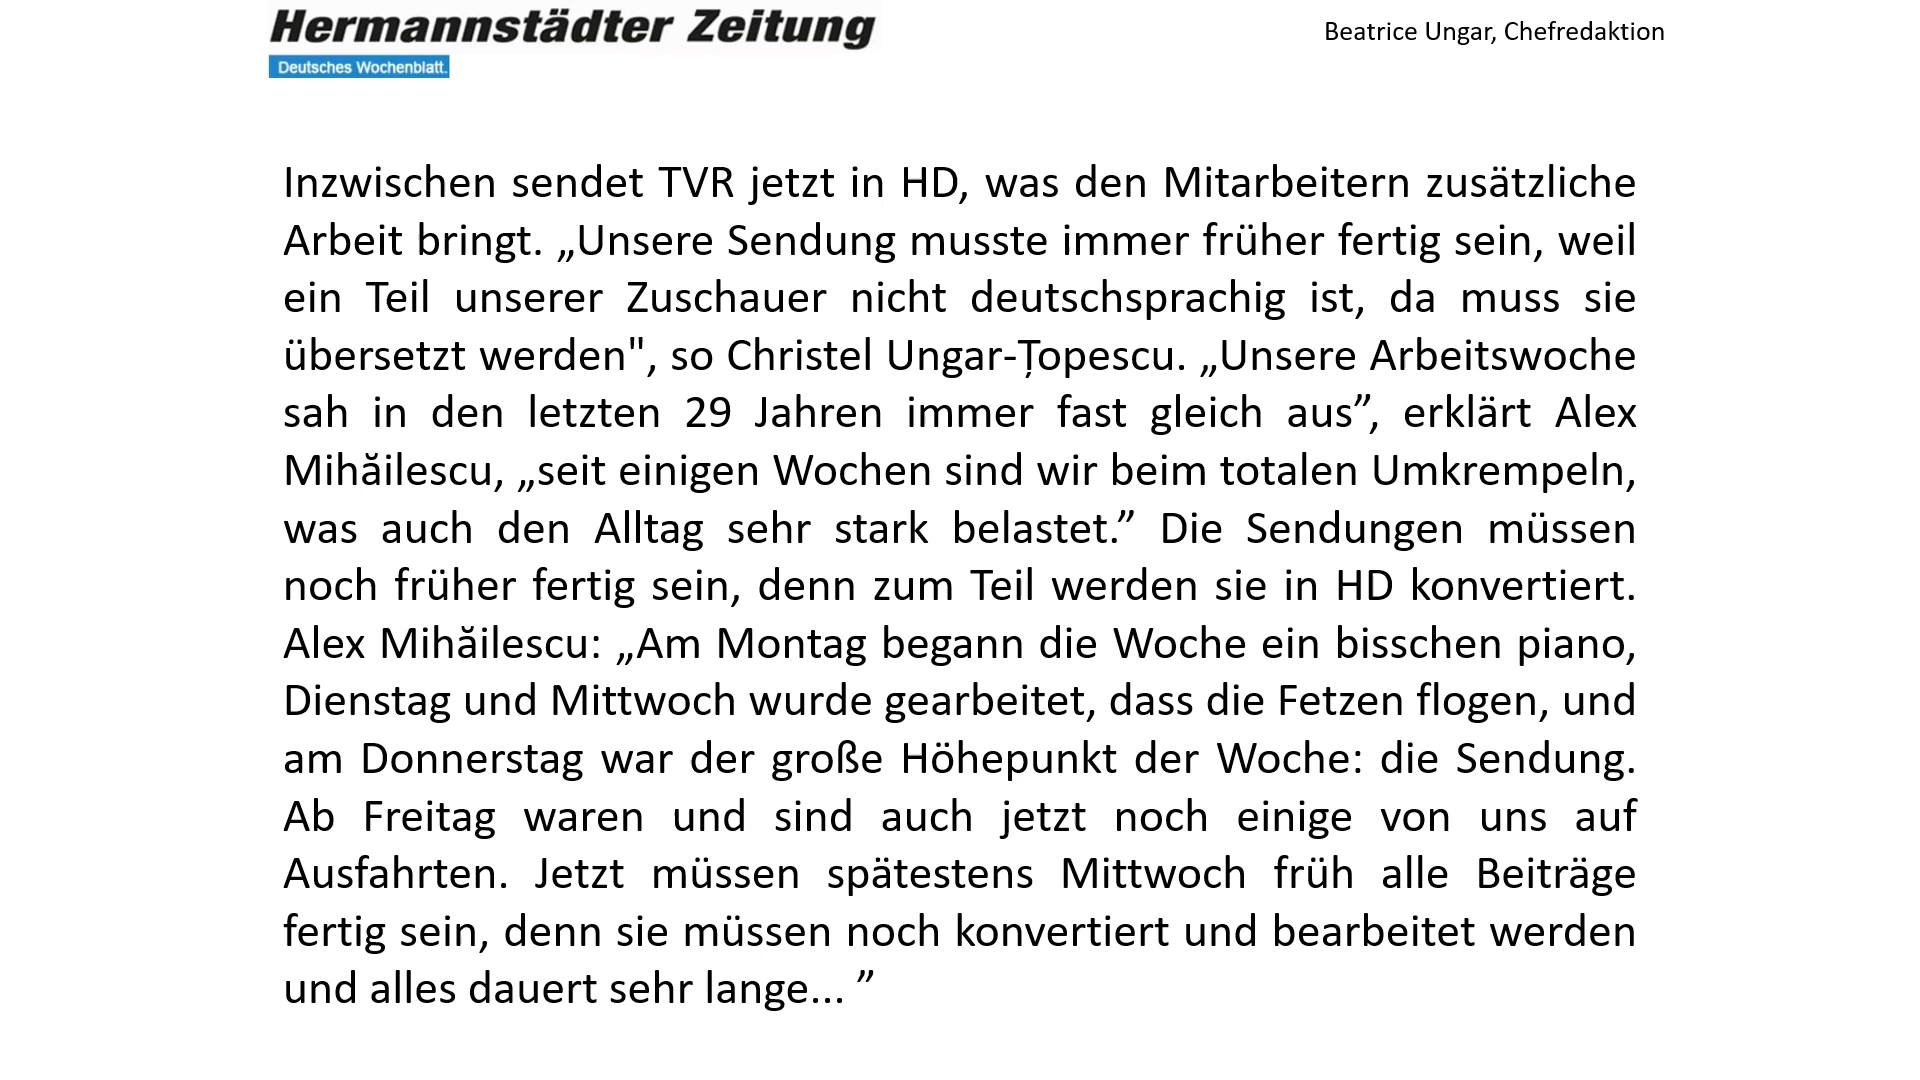 Hermannstädter Zeitung
Deutsches Wochenblatt.
Beatrice Ungar, Chefredaktion
Inzwischen sendet TVR jetzt in HD, was den Mitarbeitern zusätzliche
Arbeit bringt. „Unsere Sendung musste immer früher fertig sein, weil
ein Teil unserer Zuschauer nicht deutschsprachig ist, da muss sie
übersetzt werden", so Christel Ungar-Țopescu. „Unsere Arbeitswoche
sah in den letzten 29 Jahren immer fast gleich aus”, erklärt Alex
Mihăilescu, „seit einigen Wochen sind wir beim totalen Umkrempeln,
was auch den Alltag sehr stark belastet.” Die Sendungen müssen
noch früher fertig sein, denn zum Teil werden sie in HD konvertiert.
Alex Mihăilescu: „Am Montag begann die Woche ein bisschen piano,
Dienstag und Mittwoch wurde gearbeitet, dass die Fetzen flogen, und
am Donnerstag war der große Höhepunkt der Woche: die Sendung.
Ab Freitag waren und sind auch jetzt noch einige von uns auf
Ausfahrten. Jetzt müssen spätestens Mittwoch früh alle Beiträge
fertig sein, denn sie müssen noch konvertiert und bearbeitet werden
und alles dauert sehr lange... ”